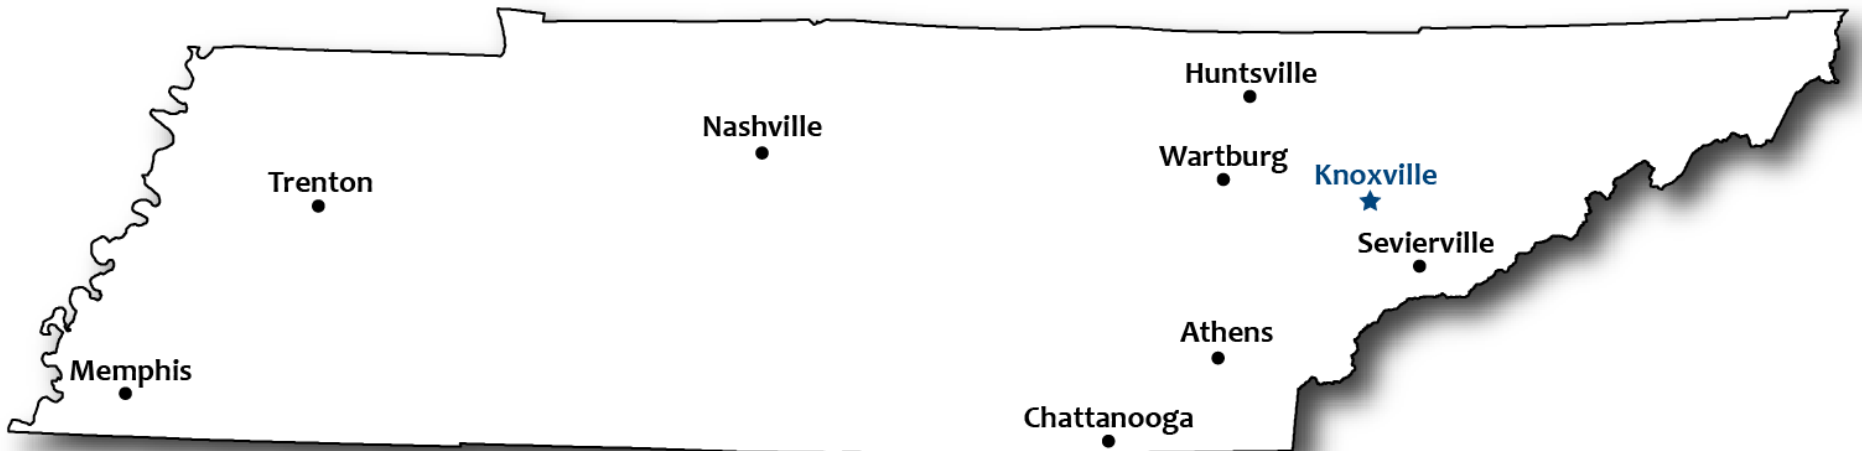 Huntsville
Nashville
Wartburg
Knoxville
Trenton
Sevierville
Athens
Memphis
Chattanooga